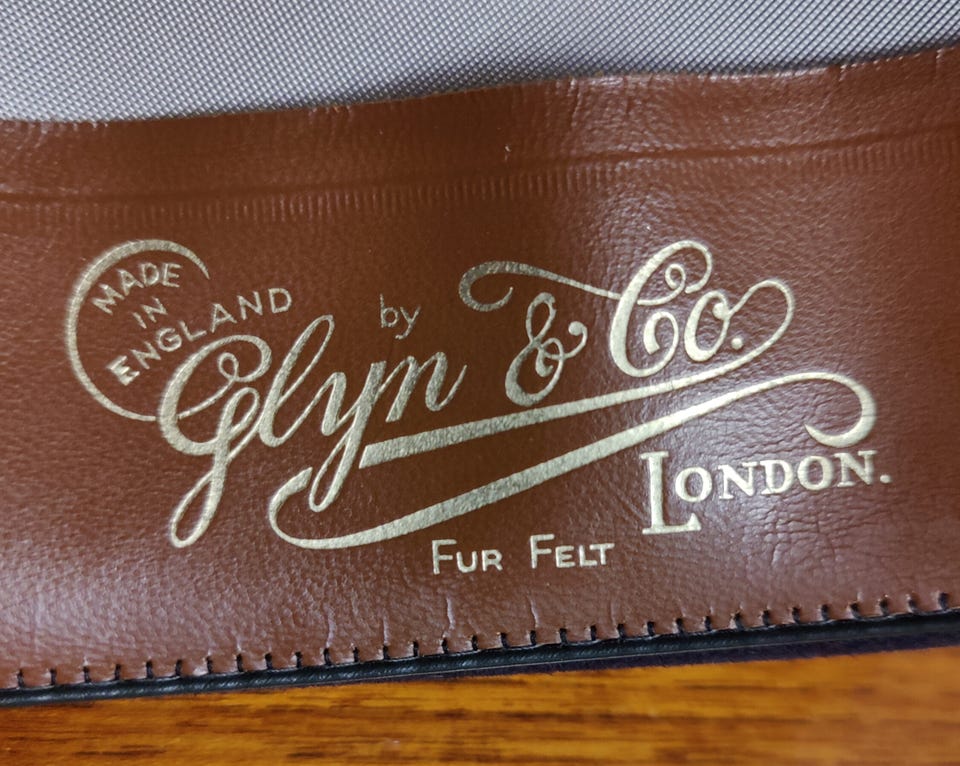 MADE
IN
ENGLAND
by
Glyn & Co.
LONDON.
FUR FELT